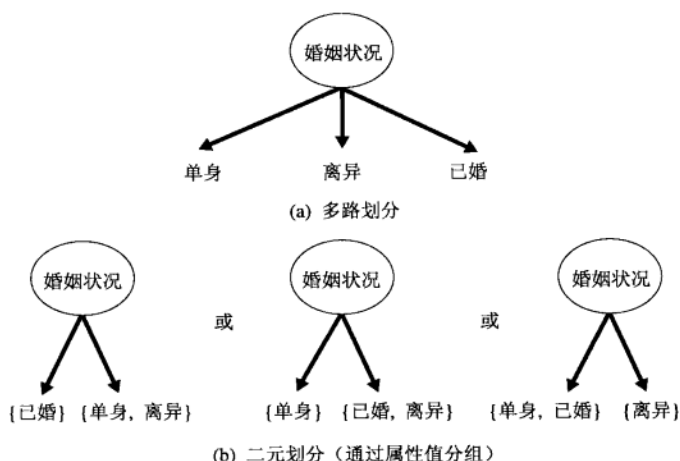 婚姻状况
单身 离异 已婚
(a) 多路划分
婚姻状况 婚姻状况 婚姻状况
或 或
{已婚} {单身, 离异} {单身} {已婚, 离异} {单身, 已婚} {离异}
(b) 二元划分（通过属性值分组）